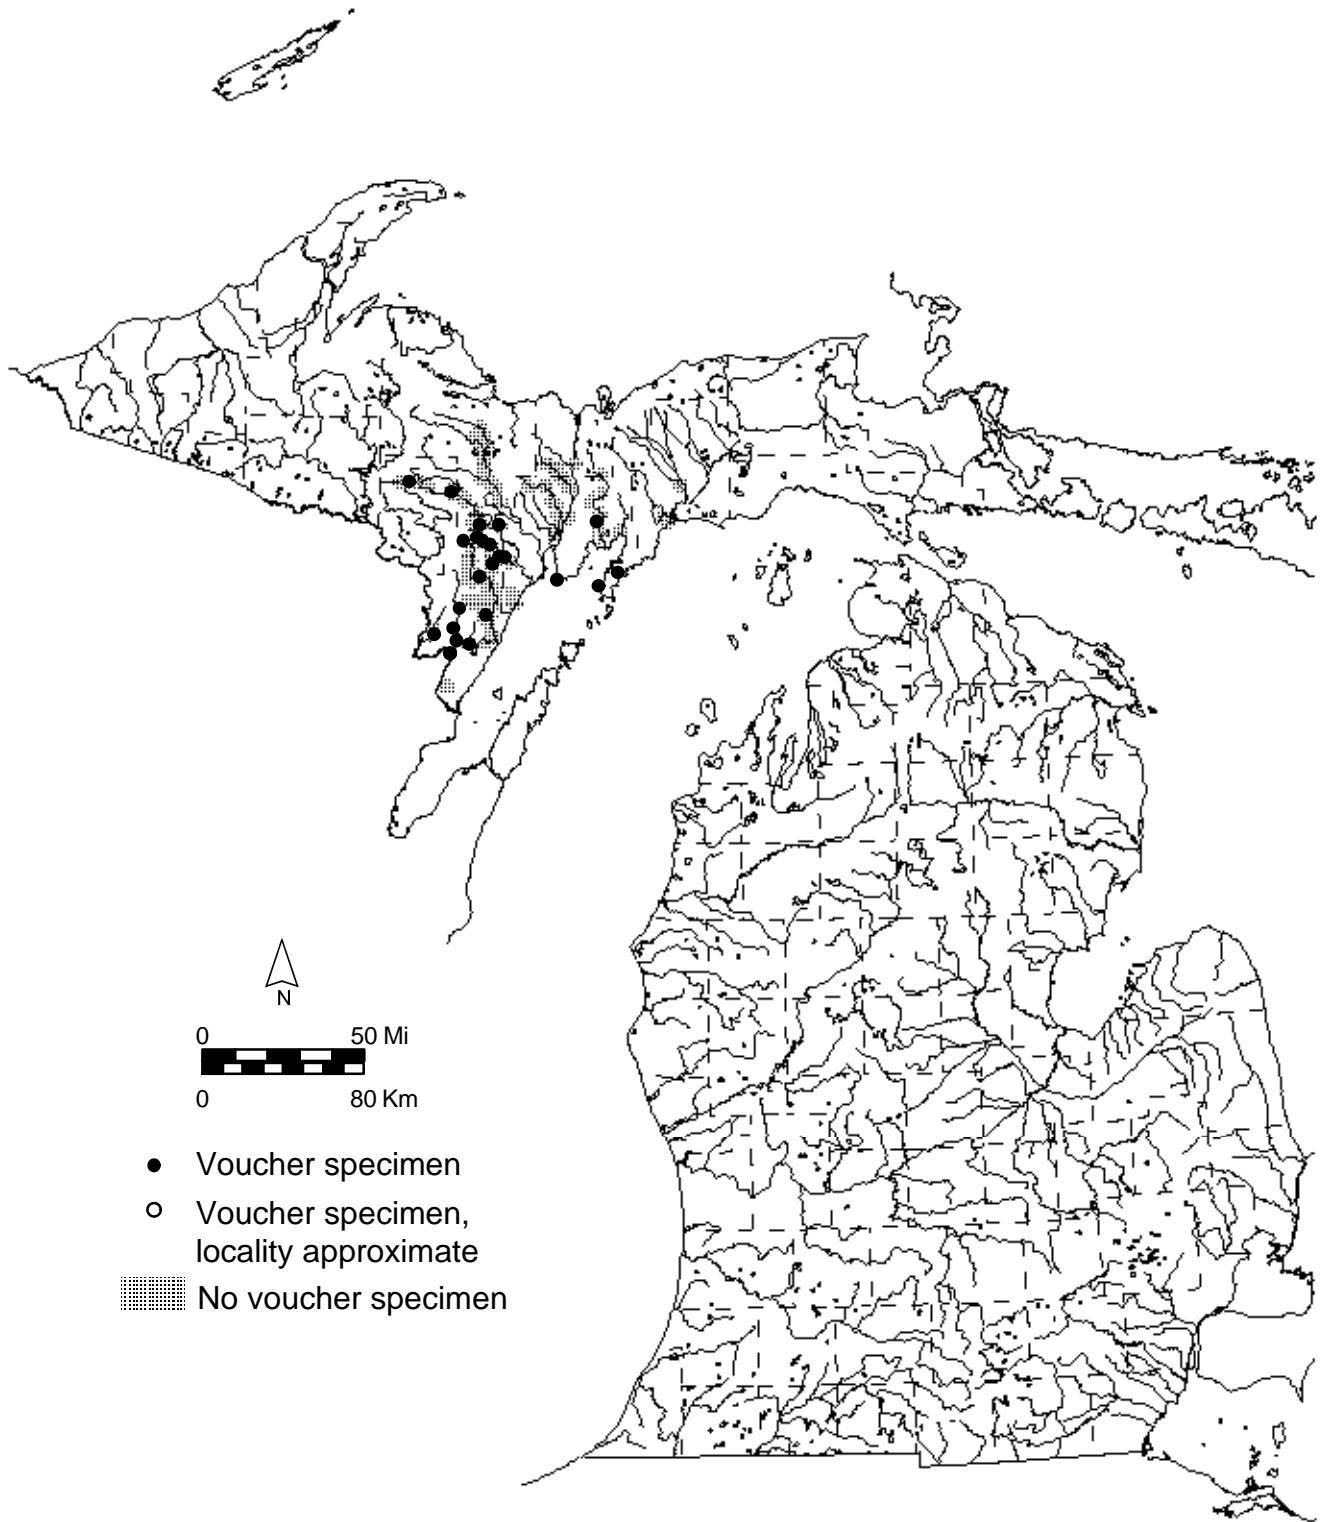 N
0 50 Mi
0 80 Km
Voucher specimen
Voucher specimen,
locality approximate
No voucher specimen